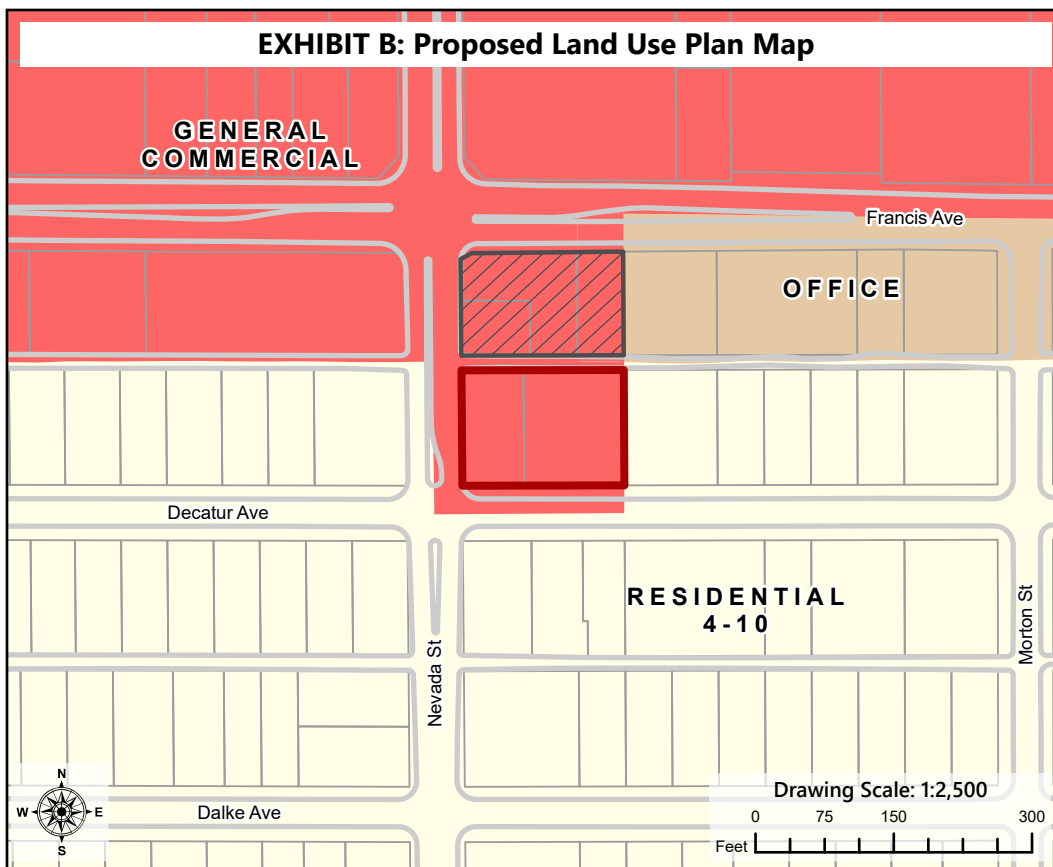 EXHIBIT B: Proposed Land Use Plan Map
GENERAL
COMMERCIAL
Francis Ave
OFFICE
Decatur Ave
RESIDENTIAL
4-10
Nevada St
Morton St
N
W E
S
Dalke Ave
Drawing Scale: 1:2,500
0 75 150 300
Feet